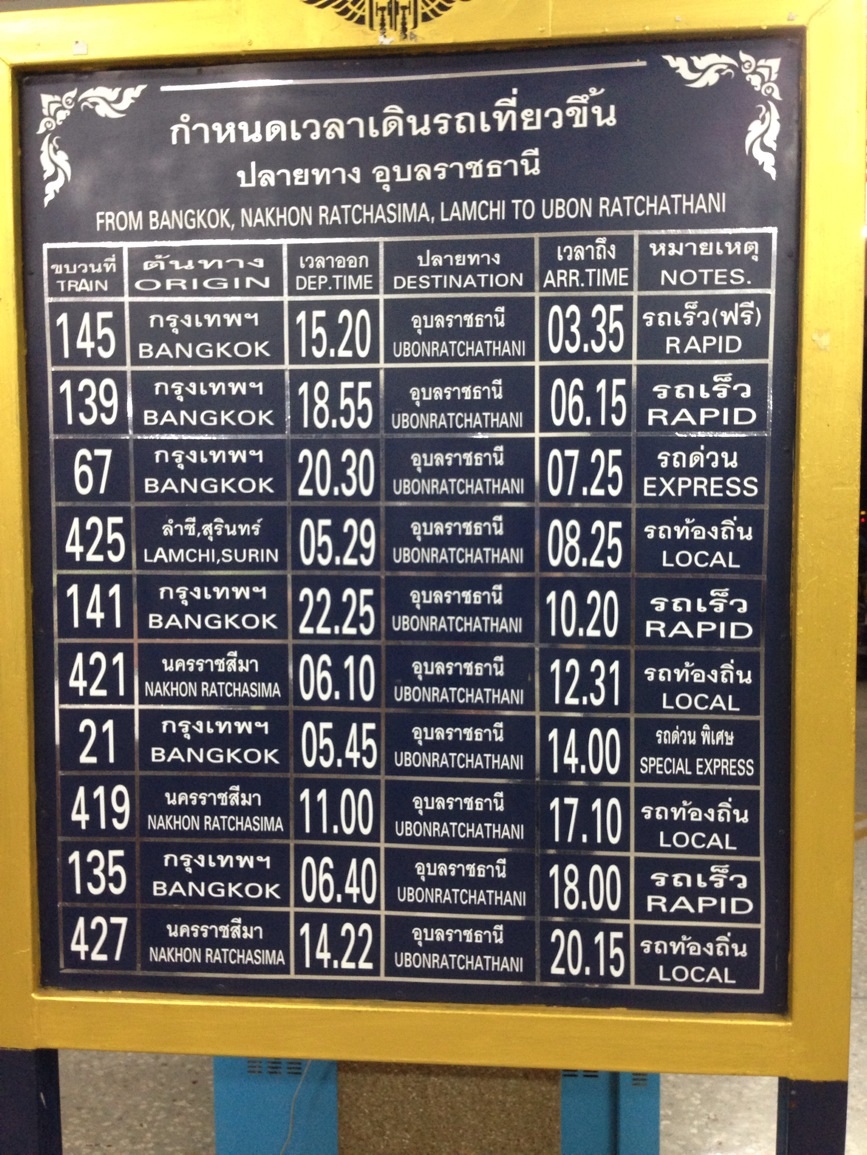 กำหนดเวลาเดินรถเที่ยวขึ้น
ปลายทาง อุบลราชธานี
FROM BANGKOK, NAKHON RATCHASIMA, LAMCHI TO UBON RATCHATHANI
ขบวนที่ ต้นทาง เวลาออก ปลายทาง เวลาถึง หมายเหตุ
TRAIN ORIGIN DEP.TIME DESTINATION ARR.TIME NOTES.
145 กรุงเทพฯ 15.20 อุบลราชธานี 03.35 รถเร็ว(ฟรี)
BANGKOK UBONRATCHATHANI RAPID
139 กรุงเทพฯ 18.55 อุบลราชธานี 06.15 รถเร็ว
BANGKOK UBONRATCHATHANI RAPID
67 กรุงเทพฯ 20.30 อุบลราชธานี 07.25 รถด่วน
BANGKOK UBONRATCHATHANI EXPRESS
425 ลำชี,สุรินทร์ 05.29 อุบลราชธานี 08.25 รถท้องถิ่น
LAMCHI,SURIN UBONRATCHATHANI LOCAL
141 กรุงเทพฯ 22.25 อุบลราชธานี 10.20 รถเร็ว
BANGKOK UBONRATCHATHANI RAPID
421 นครราชสีมา 06.10 อุบลราชธานี 12.31 รถท้องถิ่น
NAKHON RATCHASIMA UBONRATCHATHANI LOCAL
21 กรุงเทพฯ 05.45 อุบลราชธานี 14.00 รถด่วน พิเศษ
BANGKOK UBONRATCHATHANI SPECIAL EXPRESS
419 นครราชสีมา 11.00 อุบลราชธานี 17.10 รถท้องถิ่น
NAKHON RATCHASIMA UBONRATCHATHANI LOCAL
135 กรุงเทพฯ 06.40 อุบลราชธานี 18.00 รถเร็ว
BANGKOK UBONRATCHATHANI RAPID
427 นครราชสีมา 14.22 อุบลราชธานี 20.15 รถท้องถิ่น
NAKHON RATCHASIMA UBONRATCHATHANI LOCAL